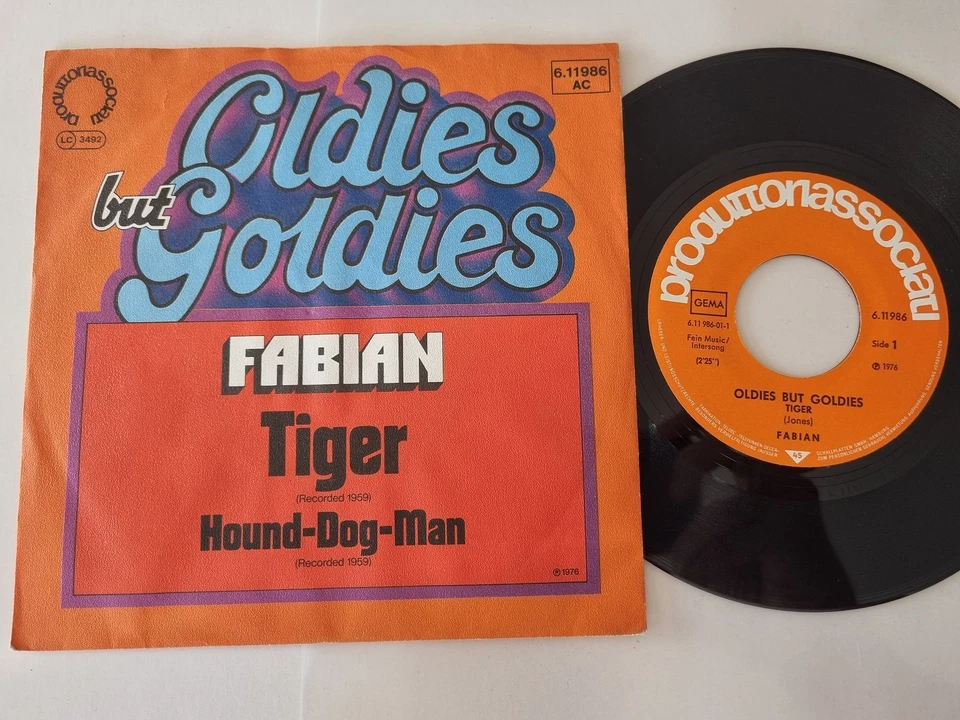 produttoriassociati
LC 3492
6.11986
AC
Oldies
but
Goldies
FABIAN
Tiger
(Recorded 1959)
Hound-Dog-Man
(Recorded 1959)
℗ 1976
produttoriassociati
GEMA
6.11986
6.11 986-01-1
Side 1
Fein Music/
Intersong
℗ 1976
(2'25")
OLDIES BUT GOLDIES
TIGER
(Jones)
FABIAN
45